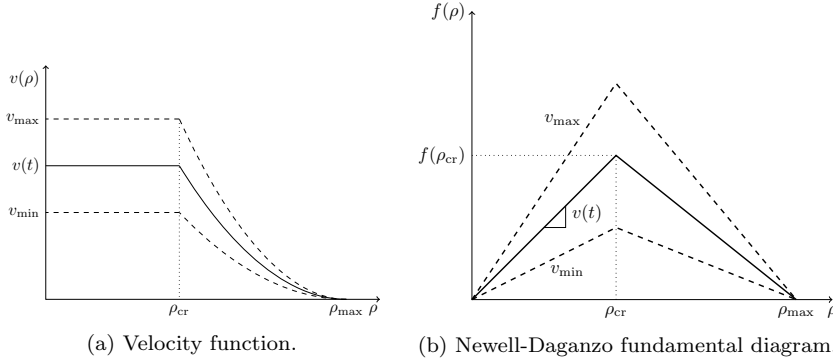 v(ρ)
v_max
v(t)
v_min
ρ_cr
ρ_max ρ
(a) Velocity function.
f(ρ)
v_max
f(ρ_cr)
v(t)
v_min
ρ_cr
ρ_max ρ
(b) Newell-Daganzo fundamental diagram